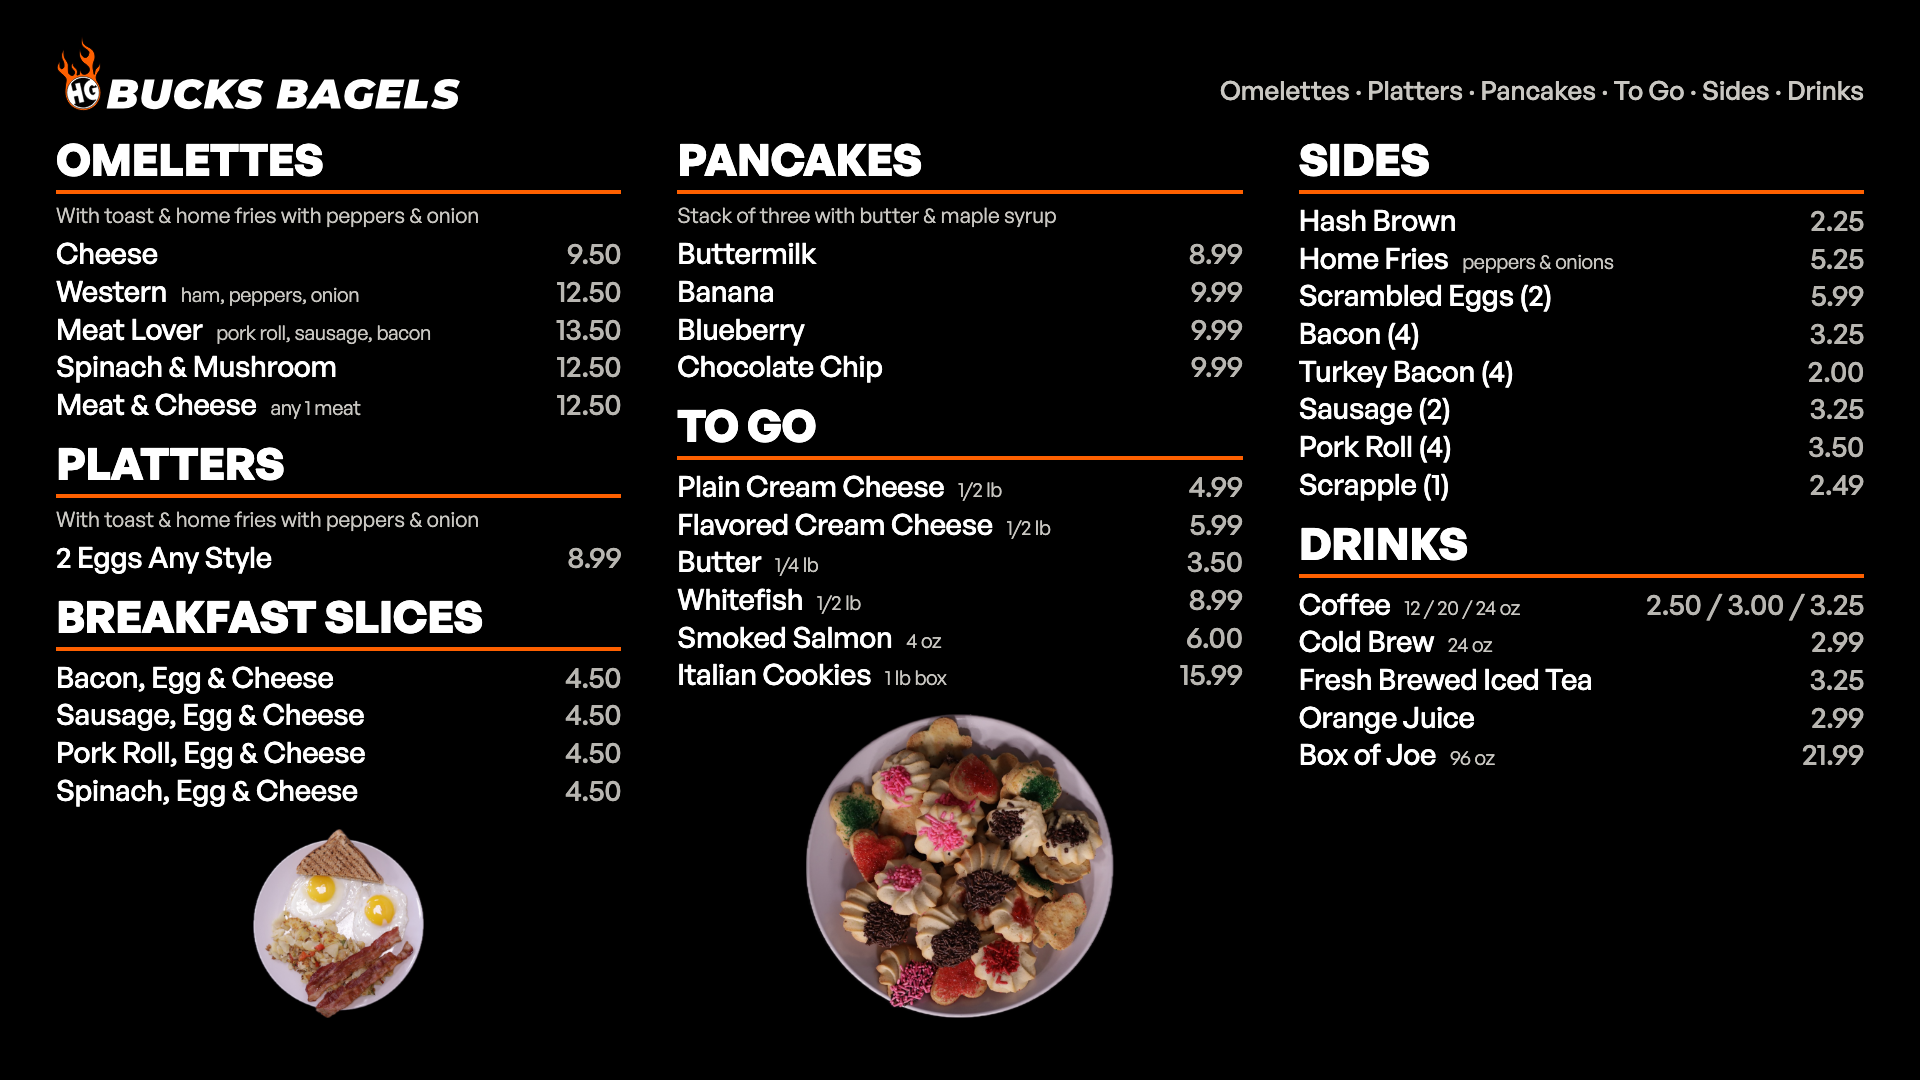 HG BUCKS BAGELS
Omelettes · Platters · Pancakes · To Go · Sides · Drinks
OMELETTES
With toast & home fries with peppers & onion
Cheese 9.50
Western ham, peppers, onion 12.50
Meat Lover pork roll, sausage, bacon 13.50
Spinach & Mushroom 12.50
Meat & Cheese any 1 meat 12.50
PLATTERS
With toast & home fries with peppers & onion
2 Eggs Any Style 8.99
BREAKFAST SLICES
Bacon, Egg & Cheese 4.50
Sausage, Egg & Cheese 4.50
Pork Roll, Egg & Cheese 4.50
Spinach, Egg & Cheese 4.50
PANCAKES
Stack of three with butter & maple syrup
Buttermilk 8.99
Banana 9.99
Blueberry 9.99
Chocolate Chip 9.99
TO GO
Plain Cream Cheese 1/2 lb 4.99
Flavored Cream Cheese 1/2 lb 5.99
Butter 1/4 lb 3.50
Whitefish 1/2 lb 8.99
Smoked Salmon 4 oz 6.00
Italian Cookies 1 lb box 15.99
SIDES
Hash Brown 2.25
Home Fries peppers & onions 5.25
Scrambled Eggs (2) 5.99
Bacon (4) 3.25
Turkey Bacon (4) 2.00
Sausage (2) 3.25
Pork Roll (4) 3.50
Scrapple (1) 2.49
DRINKS
Coffee 12 / 20 / 24 oz 2.50 / 3.00 / 3.25
Cold Brew 24 oz 2.99
Fresh Brewed Iced Tea 3.25
Orange Juice 2.99
Box of Joe 96 oz 21.99